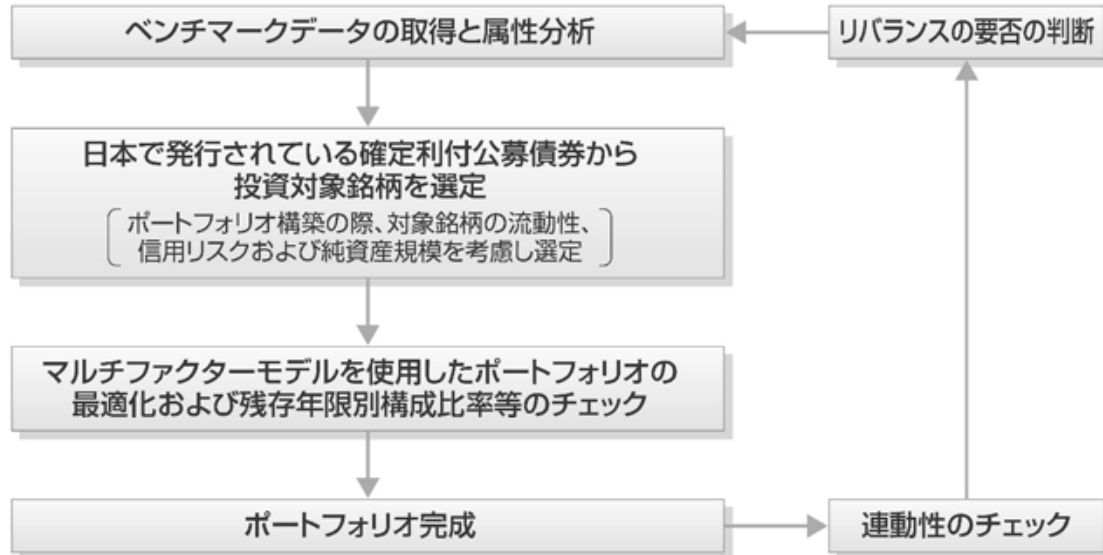 ベンチマークデータの取得と属性分析
リバランスの要否の判断
日本で発行されている確定利付公募債券から
投資対象銘柄を選定
ポートフォリオ構築の際、対象銘柄の流動性、
信用リスクおよび純資産規模を考慮し選定
マルチファクターモデルを使用したポートフォリオの
最適化および残存年限別構成比率等のチェック
ポートフォリオ完成
連動性のチェック